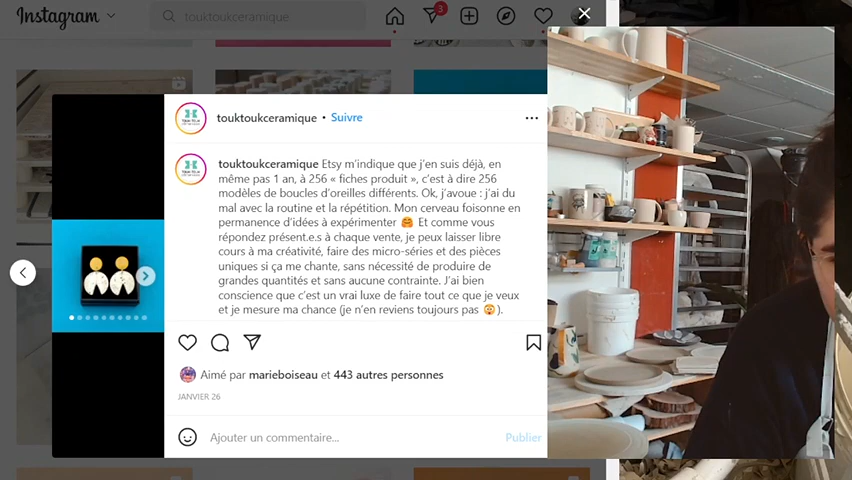 Instagram
touktoukceramique
3
touktoukceramique • Suivre
touktoukceramique Etsy m'indique que j'en suis déjà, en
même pas 1 an, à 256 « fiches produit », c'est à dire 256
modèles de boucles d'oreilles différents. Ok, j'avoue : j'ai du
mal avec la routine et la répétition. Mon cerveau foisonne en
permanence d'idées à expérimenter 🤗 Et comme vous
répondez présent.e.s à chaque vente, je peux laisser libre
cours à ma créativité, faire des micro-séries et des pièces
uniques si ça me chante, sans nécessité de produire de
grandes quantités et sans aucune contrainte. J'ai bien
conscience que c'est un vrai luxe de faire tout ce que je veux
et je mesure ma chance (je n'en reviens toujours pas 😲).
Aimé par marieboiseau et 443 autres personnes
JANVIER 26
Ajouter un commentaire...
Publier